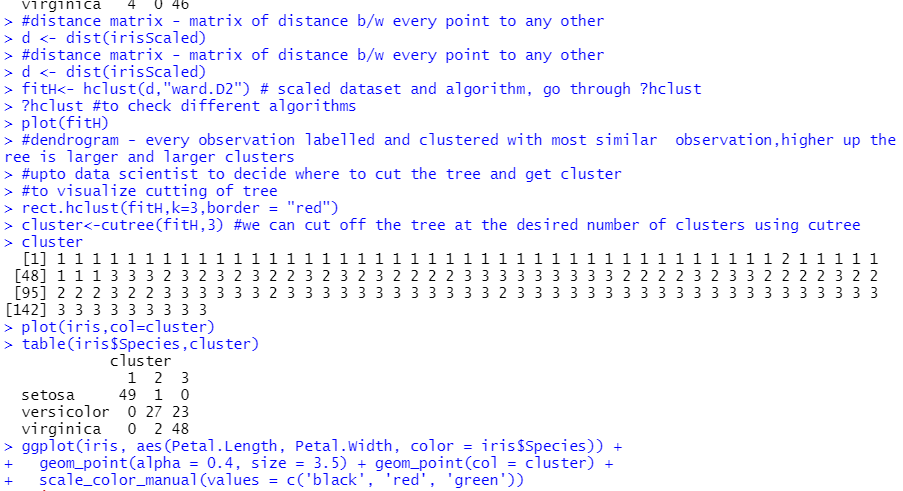 virginica 4 0 46
> #distance matrix - matrix of distance b/w every point to any other
> d <- dist(irisScaled)
> #distance matrix - matrix of distance b/w every point to any other
> d <- dist(irisScaled)
> fitH<- hclust(d,"ward.D2") # scaled dataset and algorithm, go through ?hclust
> ?hclust #to check different algorithms
> plot(fitH)
> #dendrogram - every observation labelled and clustered with most similar  observation,higher up the
ree is larger and larger clusters
> #upto data scientist to decide where to cut the tree and get cluster
> #to visualize cutting of tree
> rect.hclust(fitH,k=3,border = "red")
> cluster<-cutree(fitH,3) #we can cut off the tree at the desired number of clusters using cutree
> cluster
[1] 1 1 1 1 1 1 1 1 1 1 1 1 1 1 1 1 1 1 1 1 1 1 1 1 1 1 1 1 1 1 1 1 1 1 1 1 1 1 1 1 1 2 1 1 1 1 1
[48] 1 1 1 3 3 3 2 3 2 3 2 3 2 2 3 2 3 2 3 2 2 2 2 3 3 3 3 3 3 3 3 3 2 2 2 2 3 2 3 3 2 2 2 2 3 2 2
[95] 2 2 2 3 2 2 3 3 3 3 3 3 2 3 3 3 3 3 3 3 3 3 3 3 3 2 3 3 3 3 3 3 3 3 3 3 3 3 3 3 3 3 3 3 3 3 3
[142] 3 3 3 3 3 3 3 3 3
> plot(iris,col=cluster)
> table(iris$Species,cluster)
cluster
1 2 3
setosa 49 1 0
versicolor 0 27 23
virginica 0 2 48
> ggplot(iris, aes(Petal.Length, Petal.Width, color = iris$Species)) +
+ geom_point(alpha = 0.4, size = 3.5) + geom_point(col = cluster) +
+ scale_color_manual(values = c('black', 'red', 'green'))